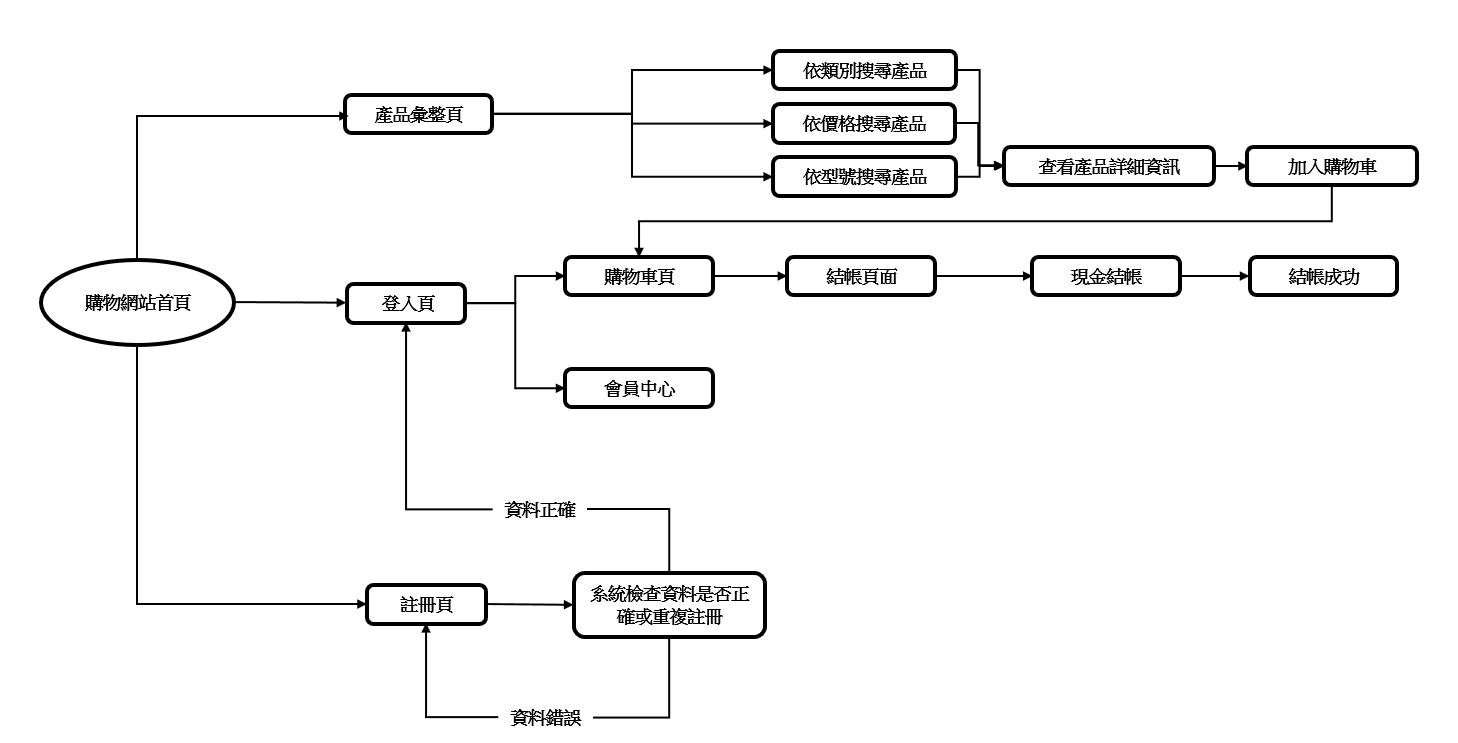 依類別搜尋產品
產品彙整頁
依價格搜尋產品
依型號搜尋產品
查看產品詳細資訊
加入購物車
購物網站首頁
登入頁
購物車頁
結帳頁面
現金結帳
結帳成功
會員中心
資料正確
註冊頁
系統檢查資料是否正
確或重複註冊
資料錯誤